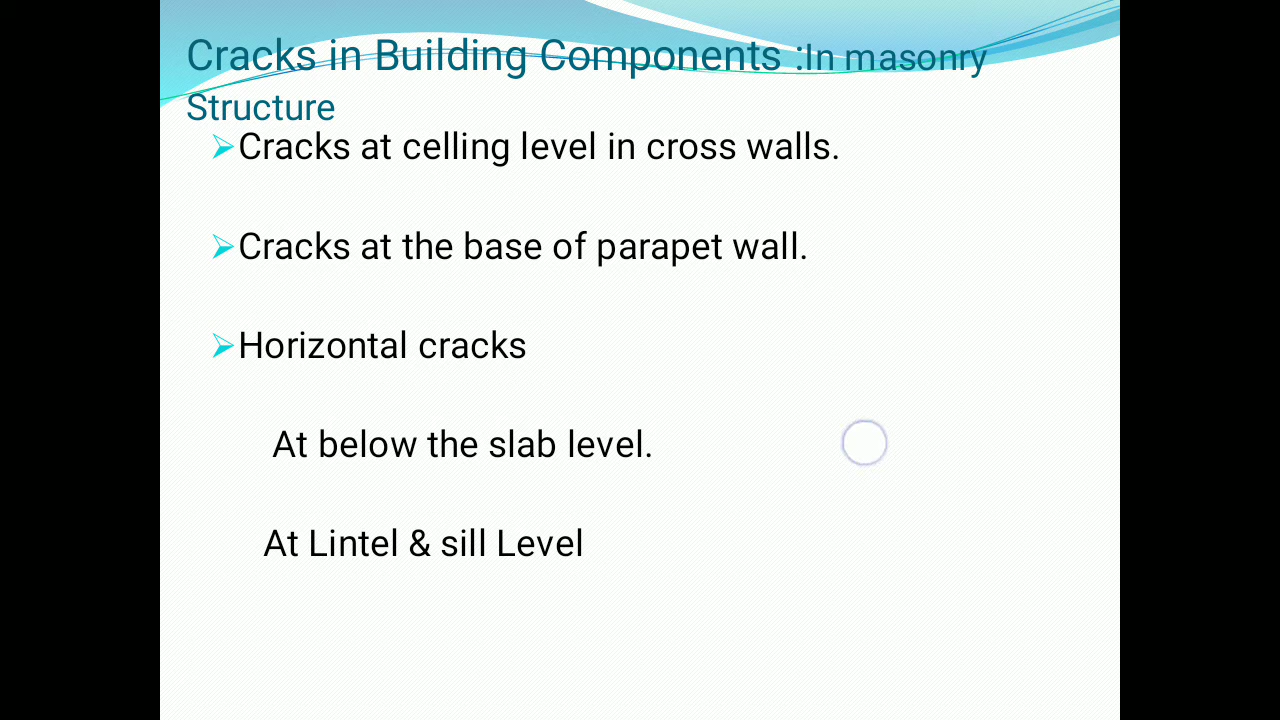 Cracks in Building Components :In masonry
Structure
Cracks at celling level in cross walls.
Cracks at the base of parapet wall.
Horizontal cracks
At below the slab level.
At Lintel & sill Level